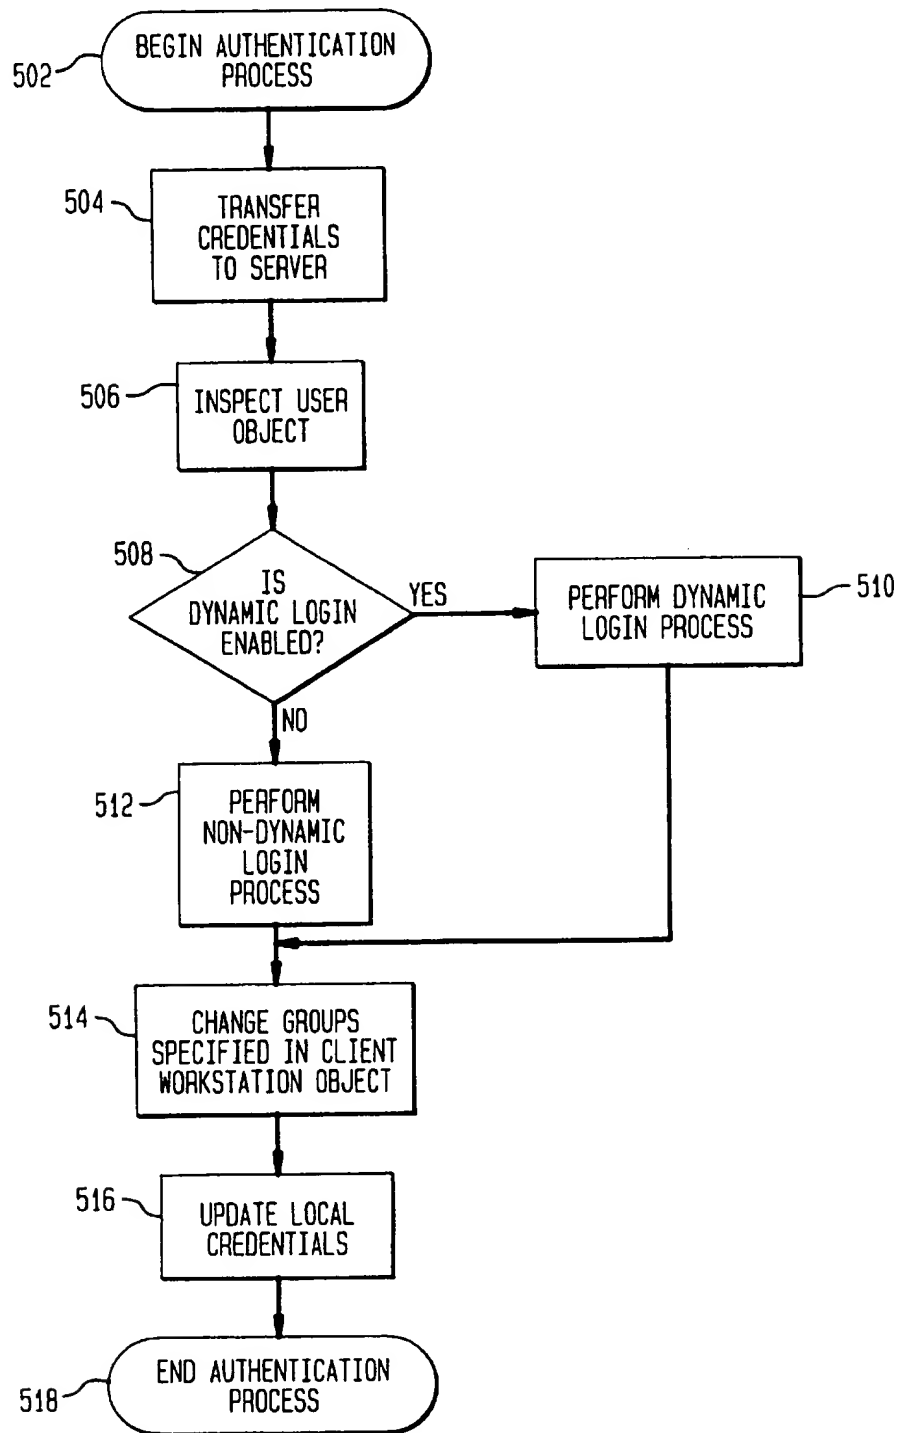 BEGIN AUTHENTICATION
PROCESS
502
504
TRANSFER
CREDENTIALS
TO SERVER
506
INSPECT USER
OBJECT
508
IS
DYNAMIC LOGIN
ENABLED?
YES
PERFORM DYNAMIC
LOGIN PROCESS
510
NO
512
PERFORM
NON-DYNAMIC
LOGIN
PROCESS
514
CHANGE GROUPS
SPECIFIED IN CLIENT
WORKSTATION OBJECT
516
UPDATE LOCAL
CREDENTIALS
END AUTHENTICATION
PROCESS
518